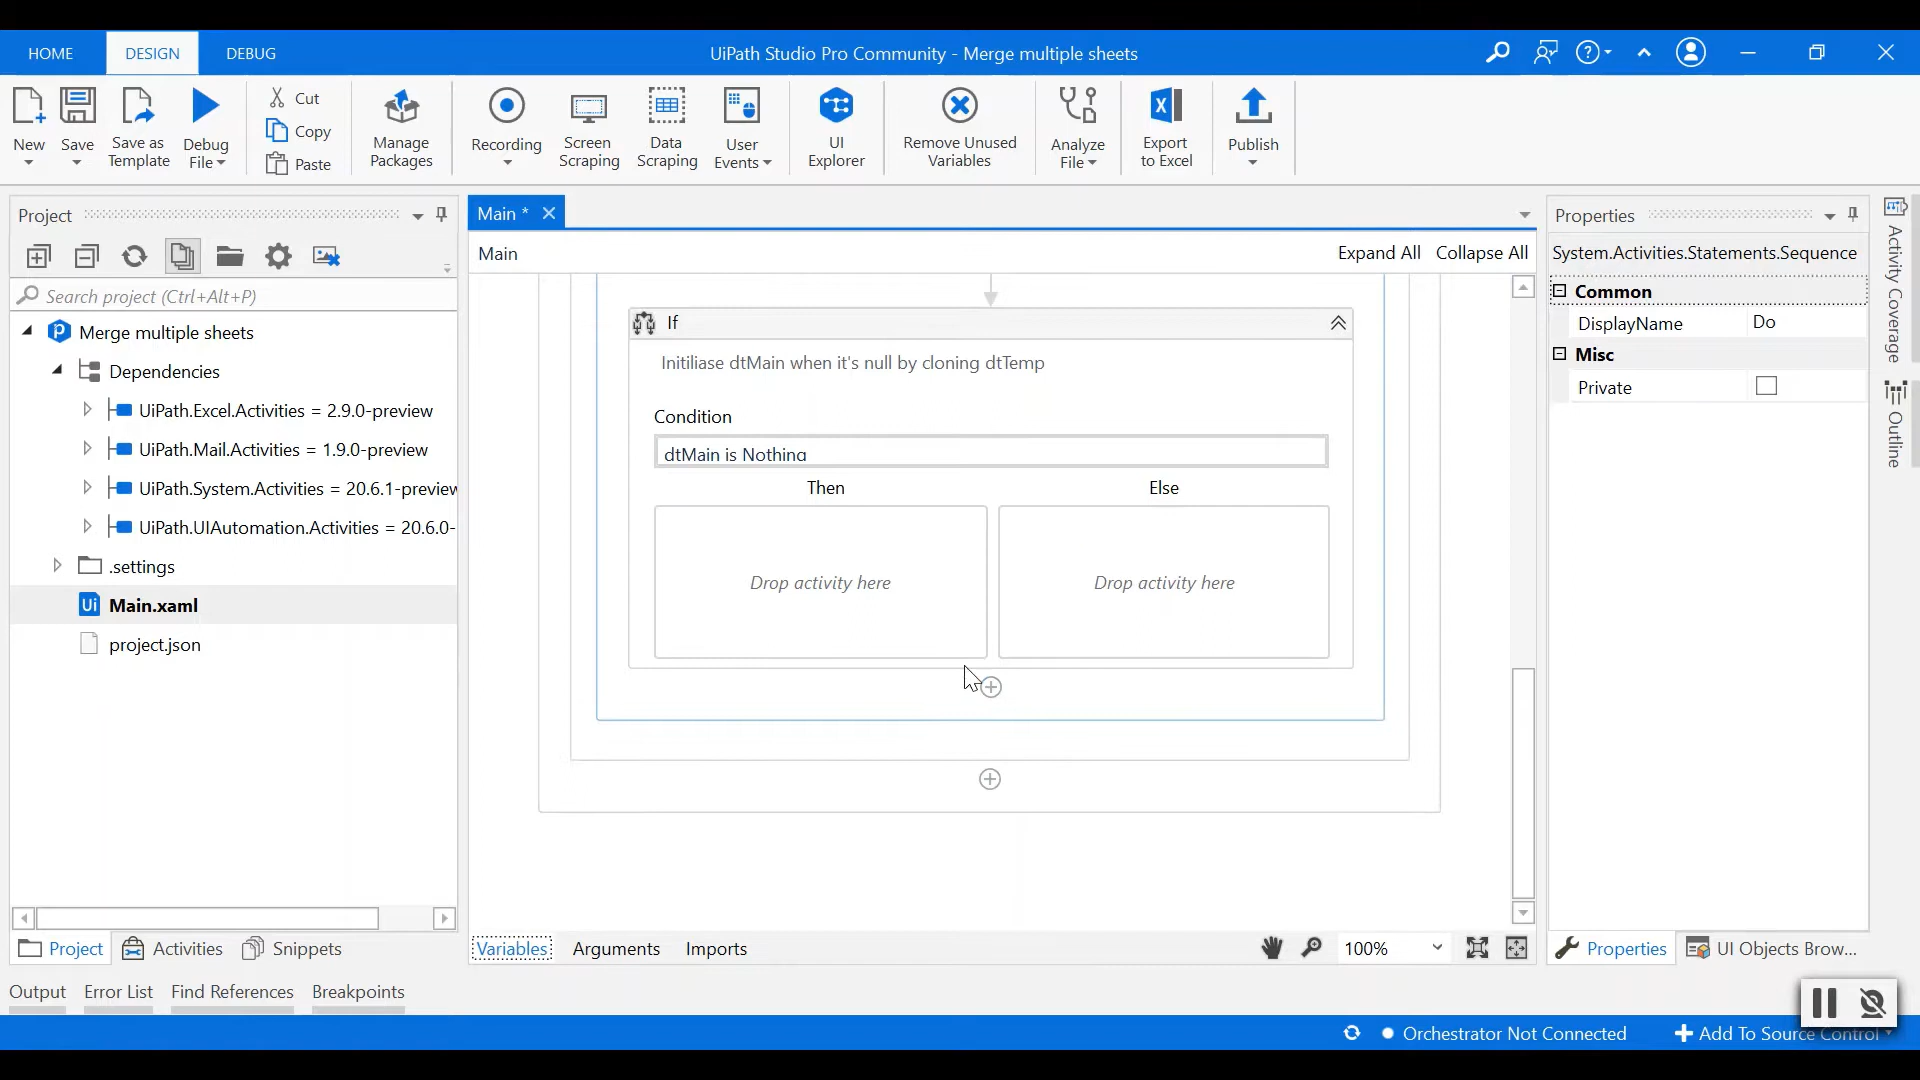 HOME DESIGN DEBUG UiPath Studio Pro Community - Merge multiple sheets
New Save Save as Template Debug File Cut Copy Paste Manage Packages Recording Screen Scraping Data Scraping User Events UI Explorer Remove Unused Variables Analyze File Export to Excel Publish
Project
Search project (Ctrl+Alt+P)
Merge multiple sheets
Dependencies
UiPath.Excel.Activities = 2.9.0-preview
UiPath.Mail.Activities = 1.9.0-preview
UiPath.System.Activities = 20.6.1-preview
UiPath.UIAutomation.Activities = 20.6.0-
.settings
Main.xaml
project.json
Project Activities Snippets
Main *
Main Expand All Collapse All
If
Initiliase dtMain when it's null by cloning dtTemp
Condition
dtMain is Nothing
Then Else
Drop activity here Drop activity here
Variables Arguments Imports 100%
Properties
System.Activities.Statements.Sequence
Common
DisplayName Do
Misc
Private
Properties UI Objects Brow...
Activity Coverage
Outline
Output Error List Find References Breakpoints
Orchestrator Not Connected Add To Source Control